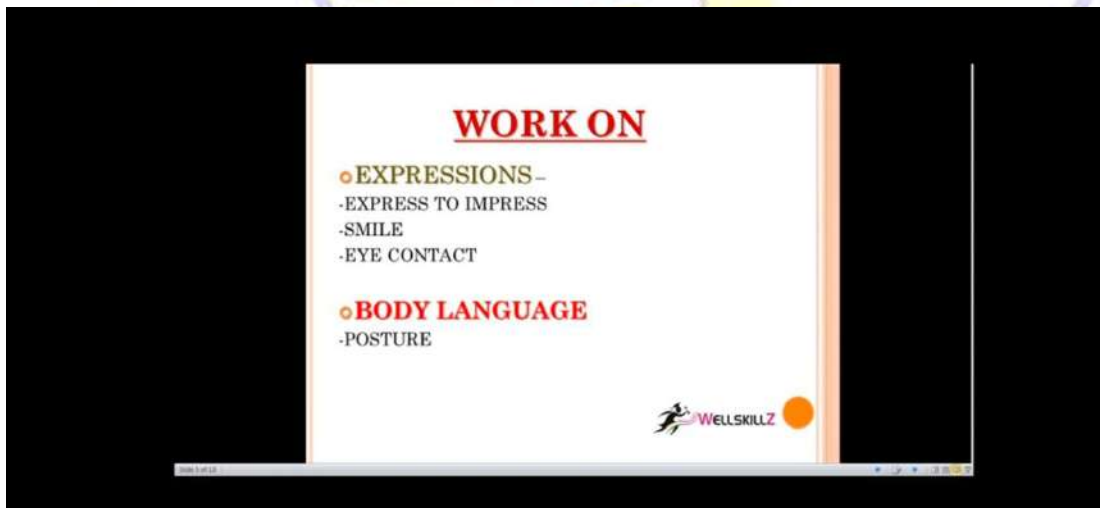 WORK ON
EXPRESSIONS –
-EXPRESS TO IMPRESS
-SMILE
-EYE CONTACT
BODY LANGUAGE
-POSTURE
WELLSKILLZ